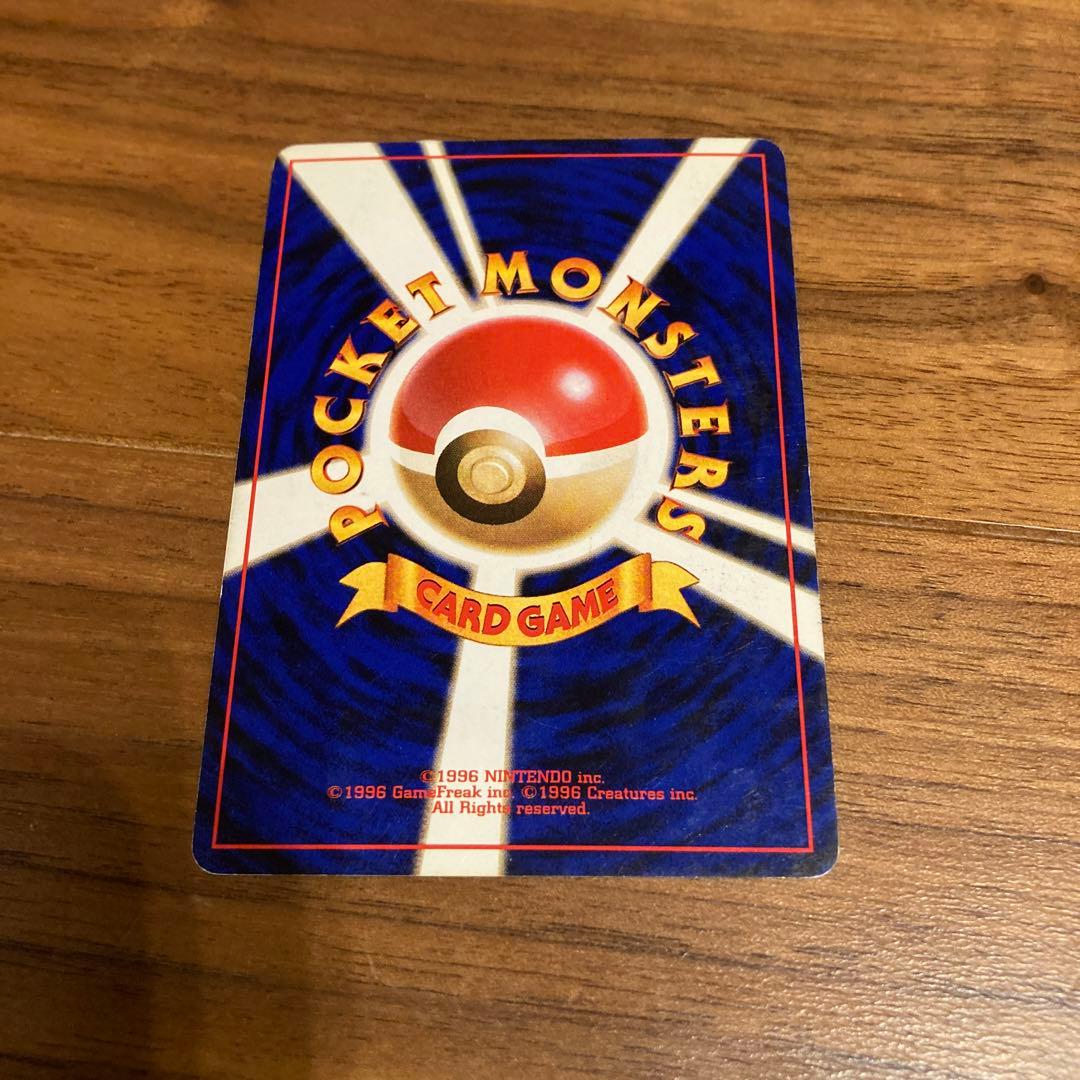 POCKET MONSTERS
CARD GAME
©1996 NINTENDO inc.
©1996 GameFreak inc. ©1996 Creatures inc.
All Rights reserved.